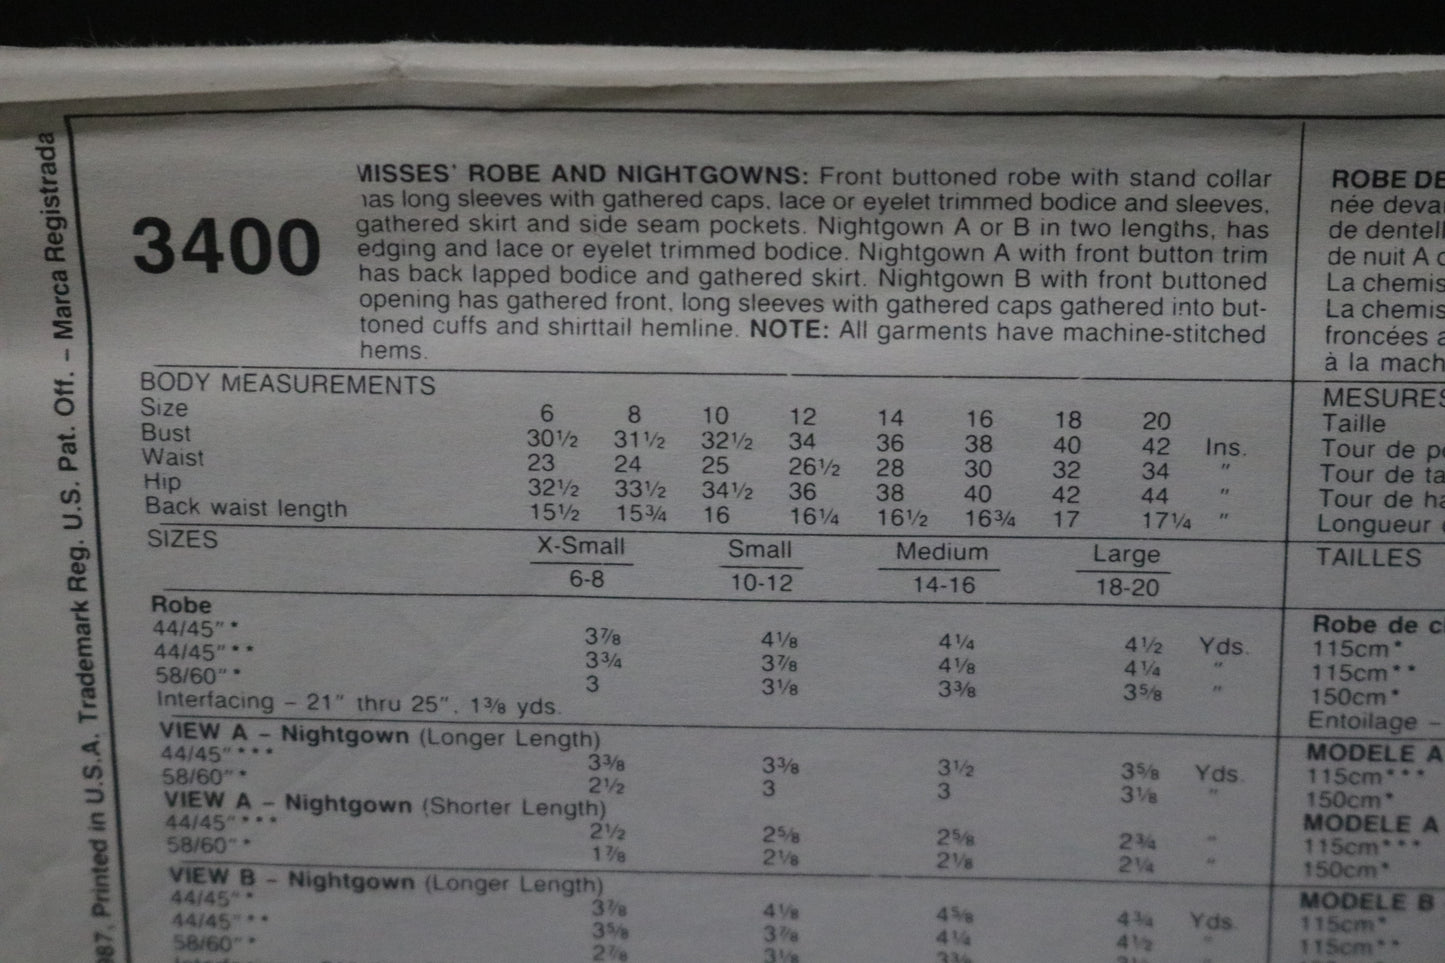 MISSES' ROBE AND NIGHTGOWNS: Front buttoned robe with stand collar
has long sleeves with gathered caps, lace or eyelet trimmed bodice and sleeves,
3400
gathered skirt and side seam pockets. Nightgown A or B in two lengths, has
edging and lace or eyelet trimmed bodice. Nightgown A with front button trim
has back lapped bodice and gathered skirt. Nightgown B with front buttoned
opening has gathered front, long sleeves with gathered caps gathered into but-
toned cuffs and shirttail hemline. NOTE: All garments have machine-stitched
hems.
BODY MEASUREMENTS
Size 6 8 10 12 14 16 18 20
Bust 30½ 31½ 32½ 34 36 38 40 42 Ins.
Waist 23 24 25 26½ 28 30 32 34 "
Hip 32½ 33½ 34½ 36 38 40 42 44 "
Back waist length 15½ 15¾ 16 16¼ 16½ 16¾ 17 17¼ "
SIZES X-Small Small Medium Large
6-8 10-12 14-16 18-20
Robe
44/45"* 3⅞ 4⅛ 4¼ 4½ Yds.
44/45"** 3¾ 3⅞ 4⅛ 4¼ "
58/60"* 3 3⅛ 3⅜ 3⅝ "
Interfacing – 21" thru 25", 1⅜ yds.
VIEW A – Nightgown (Longer Length)
44/45"*** 3⅜ 3⅜ 3½ 3⅝ Yds.
58/60"* 2½ 3 3 3⅛ "
VIEW A – Nightgown (Shorter Length)
44/45"*** 2½ 2⅝ 2⅝ 2¾ "
58/60"* 1⅞ 2⅛ 2⅛ 2¼ "
VIEW B – Nightgown (Longer Length)
44/45"* 3⅞ 4⅛ 4⅝ 4¾ Yds.
44/45"** 3⅝ 3⅞ 4¼ 4½ "
58/60"* 2⅞ 3⅛ 3⅜
ROBE DE
née deva
de dentell
de nuit A
La chemis
La chemis
froncées a
à la mach
MESURES
Taille
Tour de po
Tour de ta
Tour de ha
Longueur
TAILLES
Robe de c
115cm*
115cm**
150cm*
Entoilage –
MODELE A
115cm***
150cm*
MODELE A
115cm***
150cm*
MODELE B
115cm*
115cm**
987, Printed in U.S.A. Trademark Reg. U.S. Pat. Off. – Marca Registrada